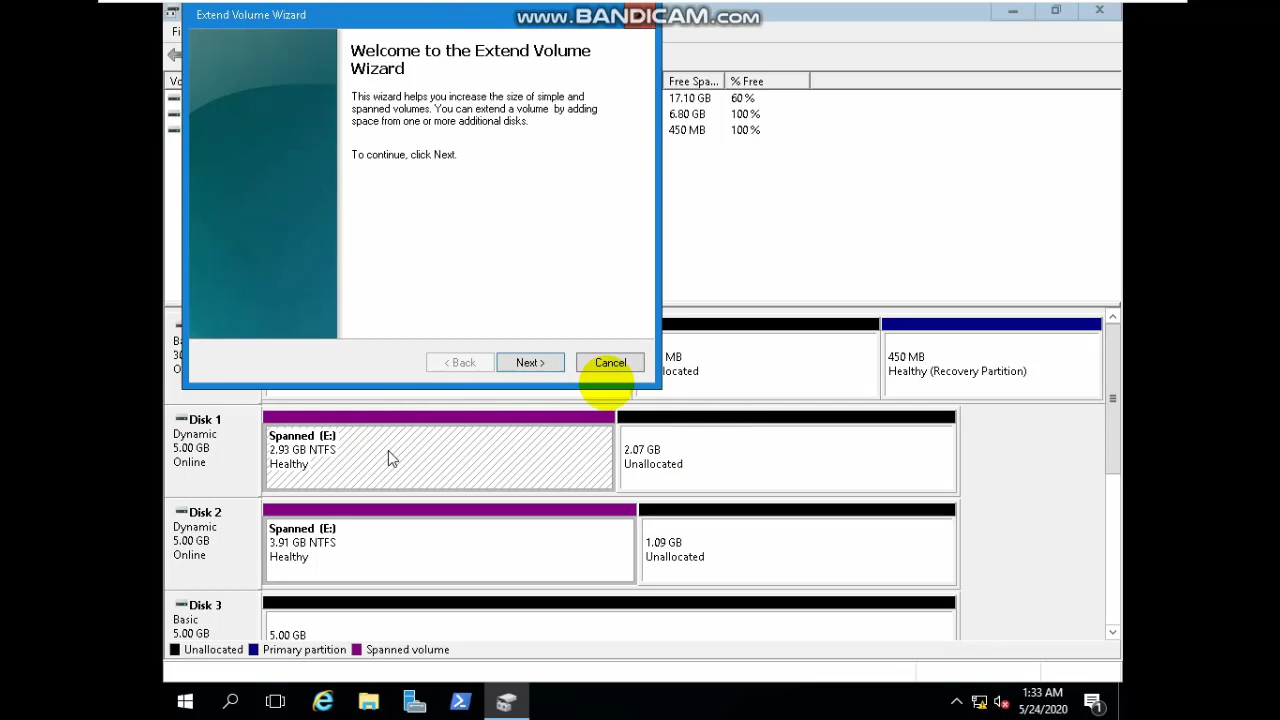 Extend Volume Wizard
www.BANDICAM.com
Fi
Welcome to the Extend Volume
Wizard
This wizard helps you increase the size of simple and
spanned volumes. You can extend a volume by adding
space from one or more additional disks.
To continue, click Next.
< Back
Next >
Cancel
Vo
Free Spa...
% Free
17.10 GB
60 %
6.80 GB
100 %
450 MB
100 %
Ba
30
O
MB
located
450 MB
Healthy (Recovery Partition)
Disk 1
Dynamic
5.00 GB
Online
Spanned (E:)
2.93 GB NTFS
Healthy
2.07 GB
Unallocated
Disk 2
Dynamic
5.00 GB
Online
Spanned (E:)
3.91 GB NTFS
Healthy
1.09 GB
Unallocated
Disk 3
Basic
5.00 GB
5.00 GB
Unallocated
Primary partition
Spanned volume
1:33 AM
5/24/2020
1